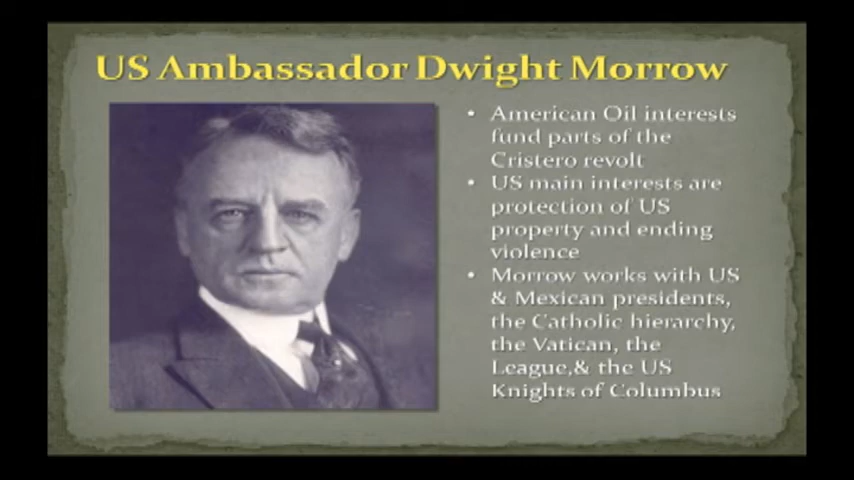 US Ambassador Dwight Morrow
• American Oil interests
fund parts of the
Cristero revolt
• US main interests are
protection of US
property and ending
violence
• Morrow works with US
& Mexican presidents,
the Catholic hierarchy,
the Vatican, the
League,& the US
Knights of Columbus